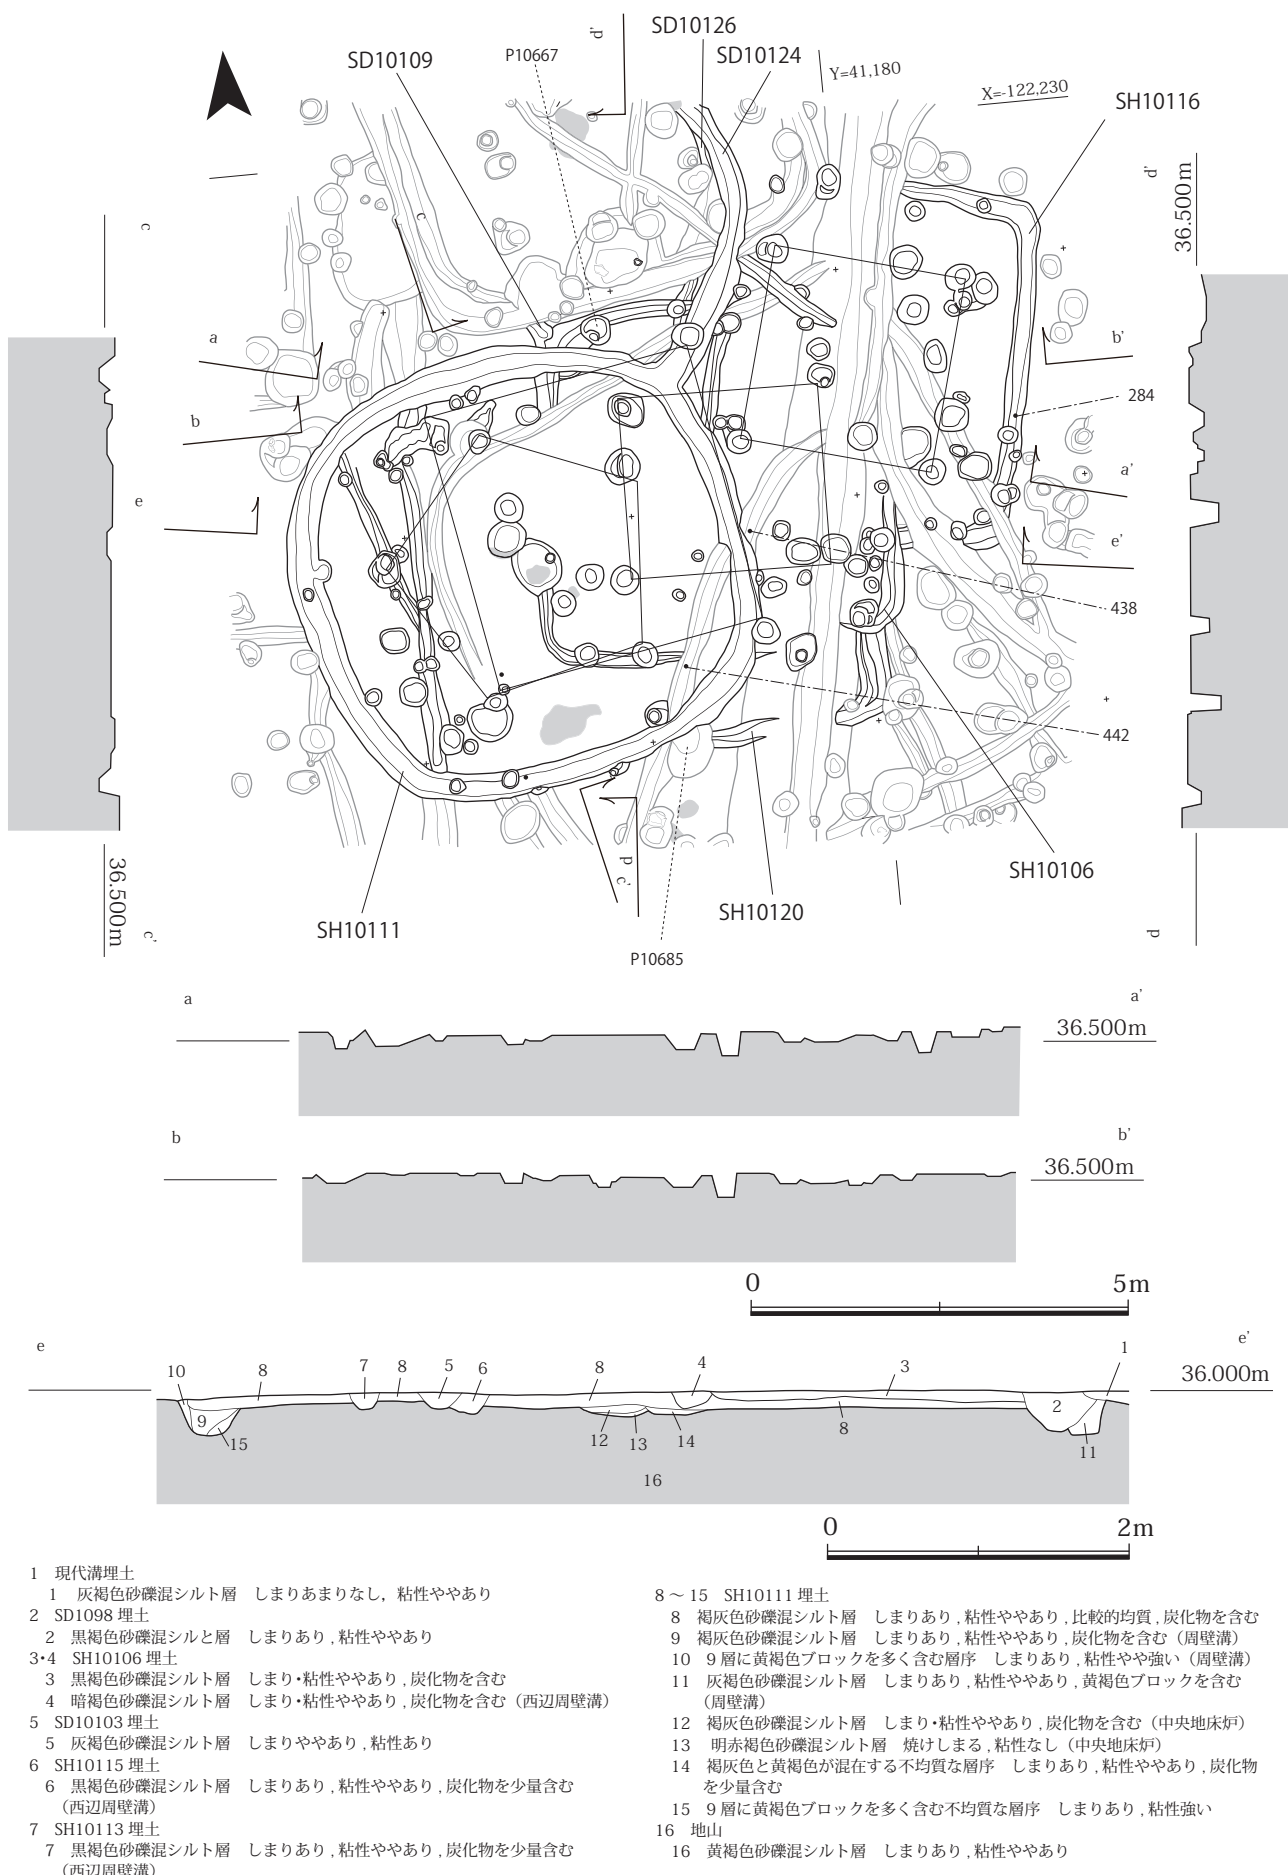 SD10126
SD10109
P10667
d'
SD10124
Y=41,180
X=-122,230
SH10116
d'
36.500m
c
c
a
b'
284
b
a'
e
e'
438
442
36.500m
c'
d
c'
SH10106
SH10120
SH10111
P10685
d
a
a'
36.500m
b
b'
36.500m
0 5m
e
e'
36.000m
10 8 7 8 5 6 8 4 3 1
9 2
15 12 13 14 8 11
16
0 2m
1 現代溝埋土
1 灰褐色砂礫混シルト層 しまりあまりなし，粘性ややあり
2 SD1098 埋土
2 黒褐色砂礫混シルと層 しまりあり , 粘性ややあり
3・4 SH10106 埋土
3 黒褐色砂礫混シルト層 しまり・粘性ややあり , 炭化物を含む
4 暗褐色砂礫混シルト層 しまり・粘性ややあり , 炭化物を含む（西辺周壁溝）
5 SD10103 埋土
5 灰褐色砂礫混シルト層 しまりややあり , 粘性あり
6 SH10115 埋土
6 黒褐色砂礫混シルト層 しまりあり , 粘性ややあり , 炭化物を少量含む
（西辺周壁溝）
7 SH10113 埋土
7 黒褐色砂礫混シルト層 しまりあり , 粘性ややあり , 炭化物を少量含む
（西辺周壁溝）
8 ～ 15 SH10111 埋土
8 褐灰色砂礫混シルト層 しまりあり , 粘性ややあり , 比較的均質 , 炭化物を含む
9 褐灰色砂礫混シルト層 しまりあり , 粘性ややあり , 炭化物を含む（周壁溝）
10 9 層に黄褐色ブロックを多く含む層序 しまりあり , 粘性やや強い（周壁溝）
11 灰褐色砂礫混シルト層 しまりあり , 粘性ややあり , 黄褐色ブロックを含む
（周壁溝）
12 褐灰色砂礫混シルト層 しまり・粘性ややあり , 炭化物を含む（中央地床炉）
13 明赤褐色砂礫混シルト層 焼けしまる , 粘性なし（中央地床炉）
14 褐灰色と黄褐色が混在する不均質な層序 しまりあり , 粘性ややあり , 炭化物
を少量含む
15 9 層に黄褐色ブロックを多く含む不均質な層序 しまりあり , 粘性強い
16 地山
16 黄褐色砂礫混シルト層 しまりあり , 粘性ややあり